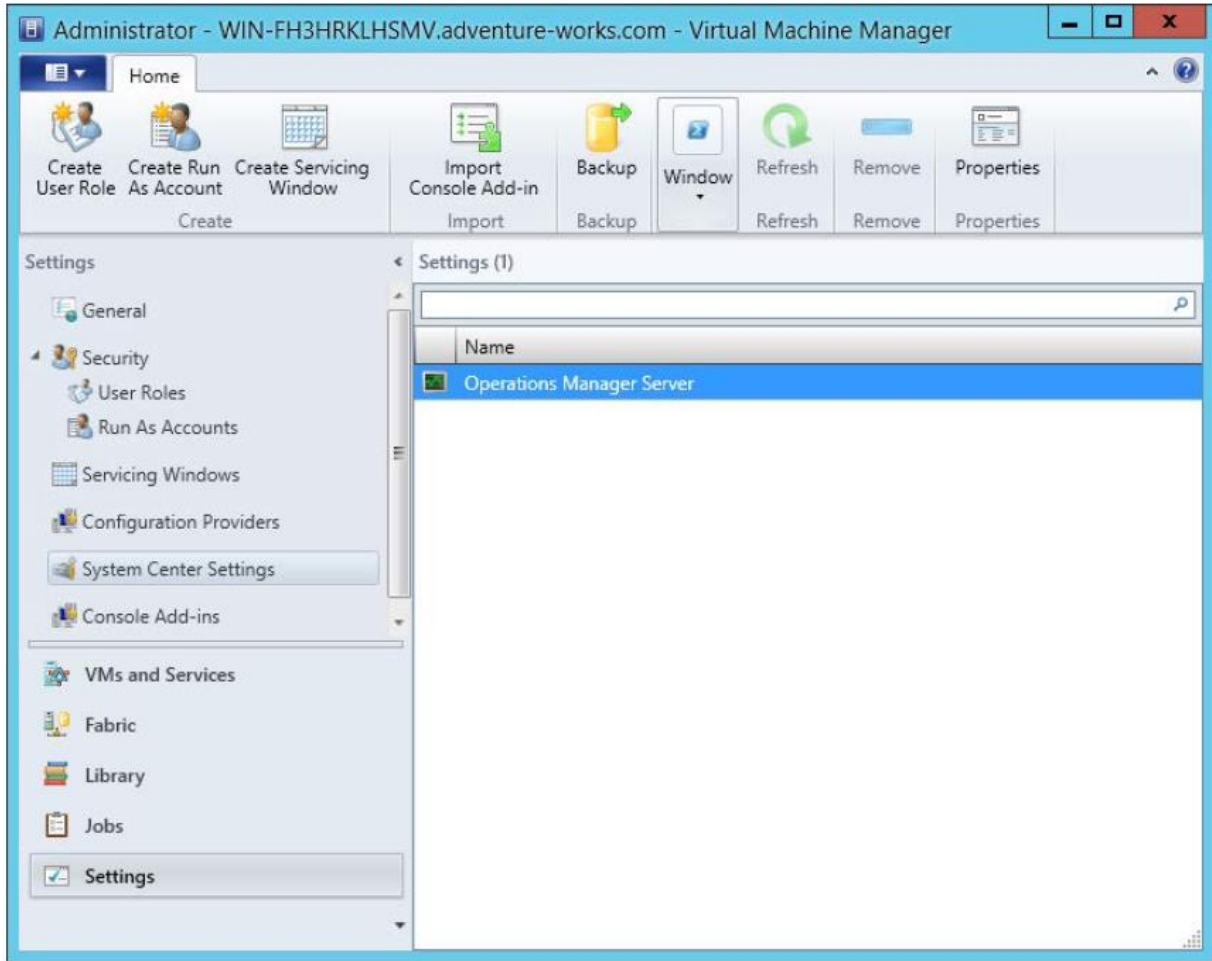 Administrator - WIN-FH3HRKLHSMV.adventure-works.com - Virtual Machine Manager
Home
Create User Role
Create Run As Account
Create Servicing Window
Import Console Add-in
Backup
Window
Refresh
Remove
Properties
Create
Import
Backup
Refresh
Remove
Properties
Settings
General
Security
User Roles
Run As Accounts
Servicing Windows
Configuration Providers
System Center Settings
Console Add-ins
VMs and Services
Fabric
Library
Jobs
Settings
Settings (1)
Name
Operations Manager Server